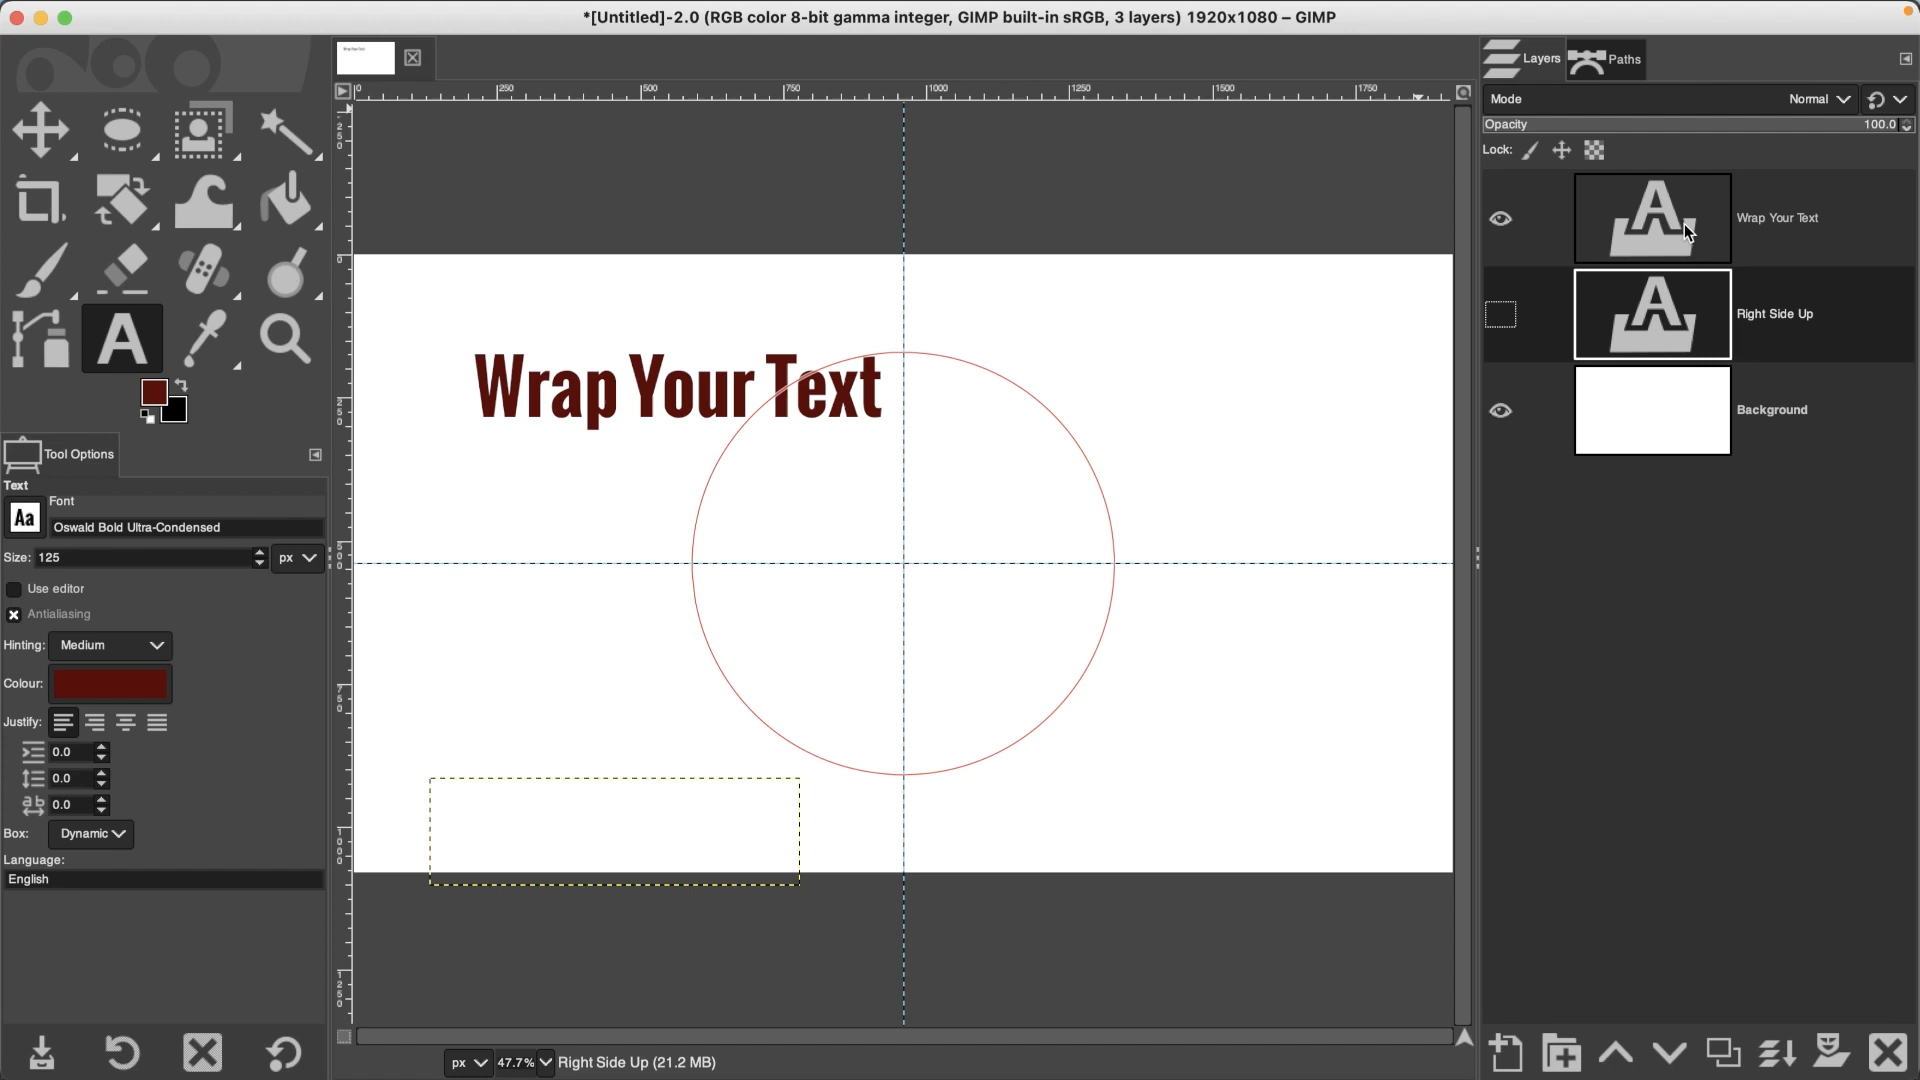 *[Untitled]-2.0 (RGB color 8-bit gamma integer, GIMP built-in sRGB, 3 layers) 1920x1080 – GIMP
Layers
Paths
0 250 500 750 1000 1250 1500 1750
Mode
Normal
Opacity
100.0
Lock:
Wrap Your Text
Right Side Up
Background
Wrap Your Text
Tool Options
Text
Font
Aa
Oswald Bold Ultra-Condensed
Size: 125
px
Use editor
Antialiasing
Hinting: Medium
Colour:
Justify:
0.0
0.0
ab 0.0
Box: Dynamic
Language:
English
px
47.7%
Right Side Up (21.2 MB)